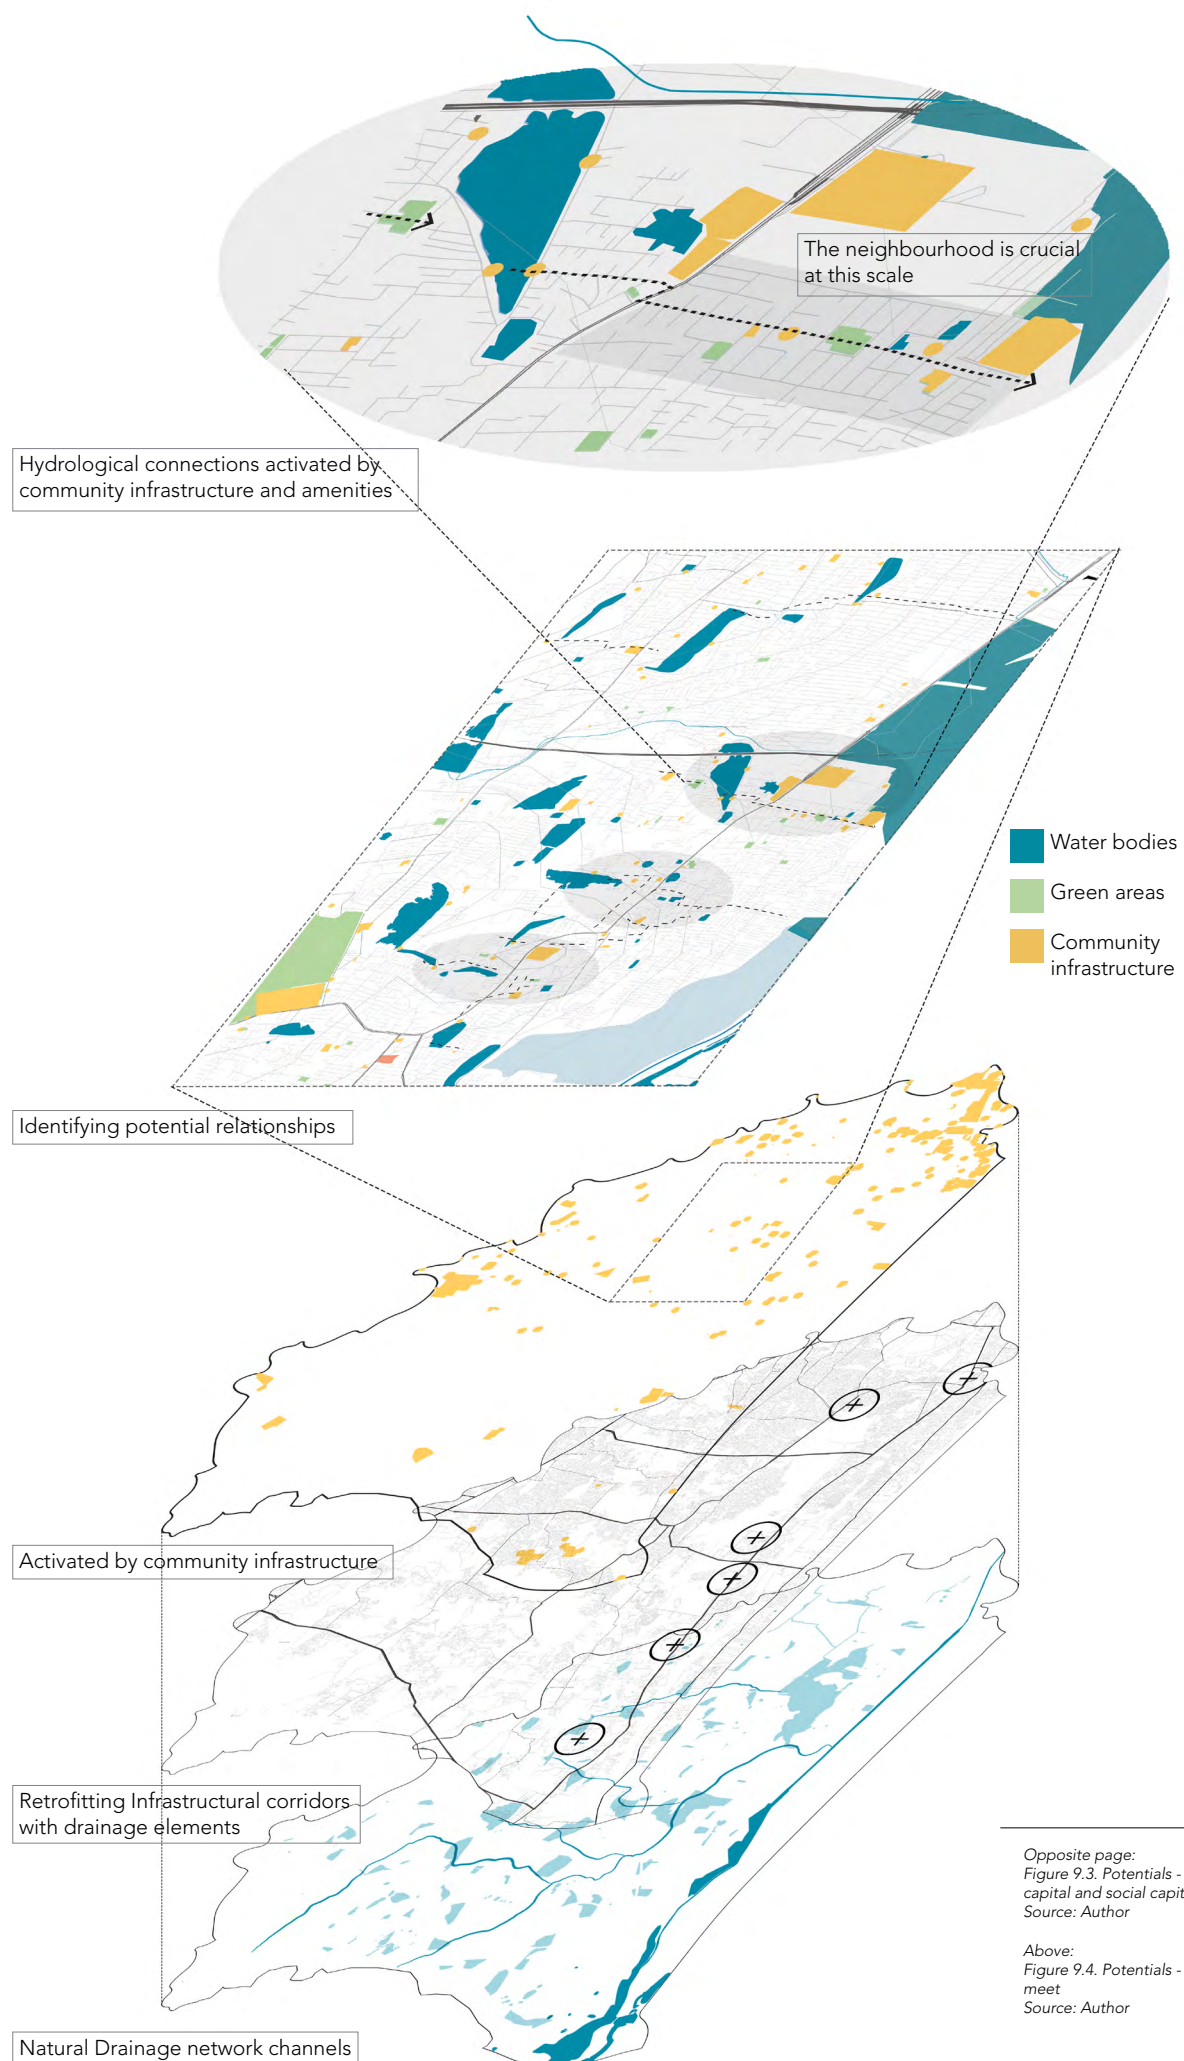 The neighbourhood is crucial
at this scale
Hydrological connections activated by
community infrastructure and amenities
Water bodies
Green areas
Community
infrastructure
Identifying potential relationships
Activated by community infrastructure
Retrofitting Infrastructural corridors
with drainage elements
Opposite page:
Figure 9.3. Potentials -
capital and social capit
Source: Author
Above:
Figure 9.4. Potentials -
meet
Source: Author
Natural Drainage network channels